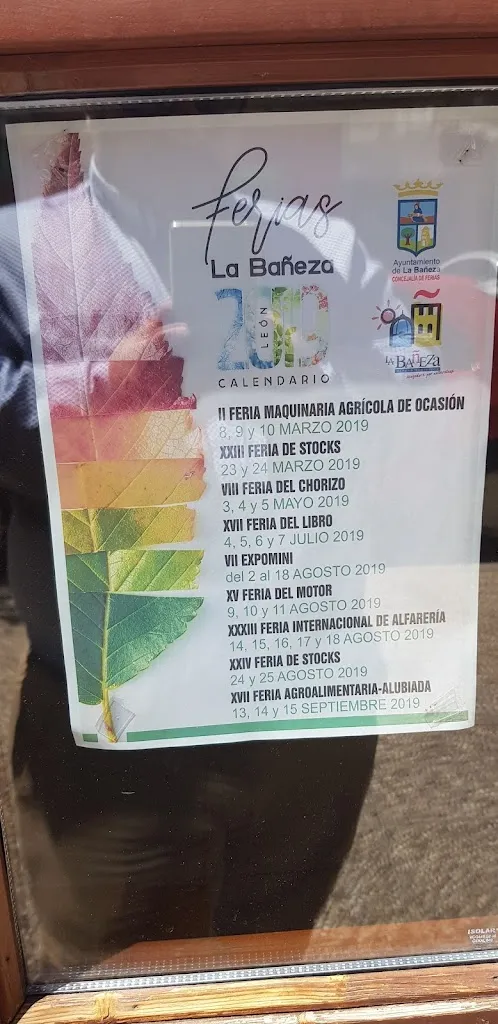 Ferias
La Bañeza
2019
LEÓN
CALENDARIO
Ayuntamiento
de La Bañeza
CONCEJALÍA DE FERIAS
LA BAÑEZA
II FERIA MAQUINARIA AGRÍCOLA DE OCASIÓN
8, 9 y 10 MARZO 2019
XXIII FERIA DE STOCKS
23 y 24 MARZO 2019
VIII FERIA DEL CHORIZO
3, 4 y 5 MAYO 2019
XVII FERIA DEL LIBRO
4, 5, 6 y 7 JULIO 2019
VII EXPOMINI
del 2 al 18 AGOSTO 2019
XV FERIA DEL MOTOR
9, 10 y 11 AGOSTO 2019
XXXIII FERIA INTERNACIONAL DE ALFARERÍA
14, 15, 16, 17 y 18 AGOSTO 2019
XXIV FERIA DE STOCKS
24 y 25 AGOSTO 2019
XVII FERIA AGROALIMENTARIA-ALUBIADA
13, 14 y 15 SEPTIEMBRE 2019
ISOLAR